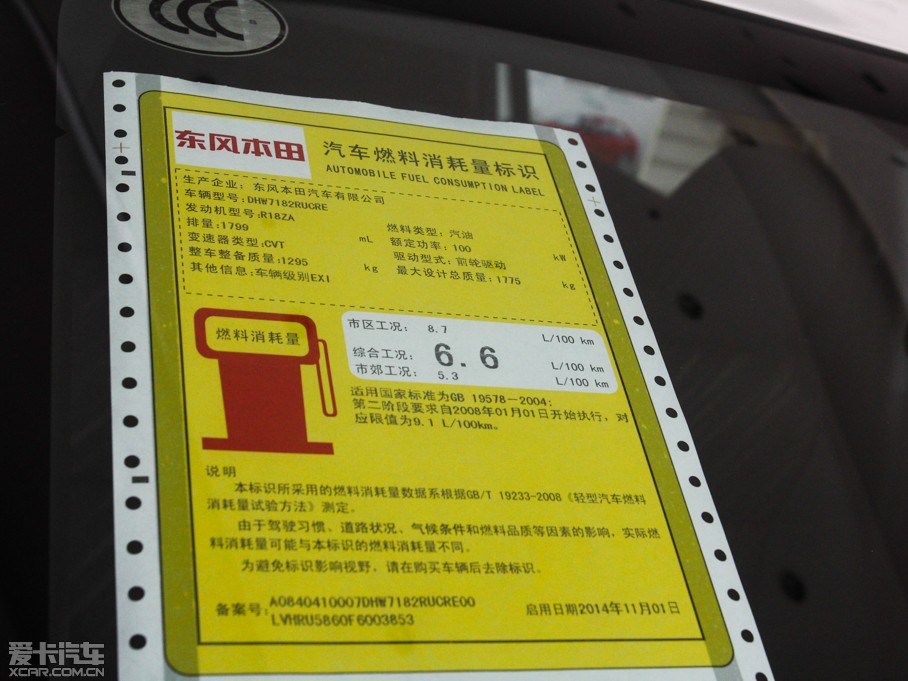 CCC
东风本田
汽车燃料消耗量标识
AUTOMOBILE FUEL CONSUMPTION LABEL
生产企业: 东风本田汽车有限公司
车辆型号:DHW7182RUCRE
发动机型号:R18ZA
燃料类型: 汽油
排量:1799 mL
额定功率: 100 kW
变速器类型:CVT
驱动型式: 前轮驱动
整车整备质量:1295 kg
最大设计总质量:1775 kg
其他信息:车辆级别EXI
燃料消耗量
市区工况: 8.7 L/100 km
综合工况: 6.6 L/100 km
市郊工况: 5.3 L/100 km
适用国家标准为GB 19578-2004;
第二阶段要求自2008年01月01日开始执行, 对
应限值为9.1 L/100km。
说明
本标识所采用的燃料消耗量数据系根据GB/T 19233-2008《轻型汽车燃料
消耗量试验方法》测定。
由于驾驶习惯、道路状况、气候条件和燃料品质等因素的影响, 实际燃
料消耗量可能与本标识的燃料消耗量不同。
为避免标识影响视野, 请在购买车辆后去除标识。
备案号: A0840410007DHW7182RUCRE00
LVHRU5860F6003853
启用日期2014年11月01日
爱卡汽车
XCAR.COM.CN